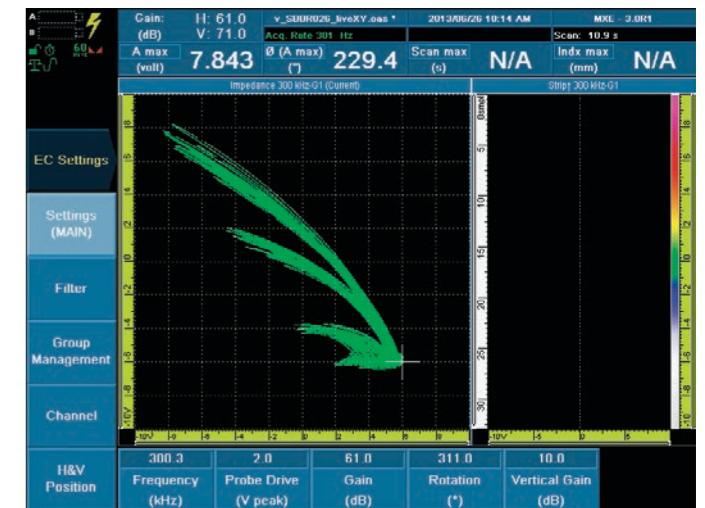 A: B:
Gain: (dB) H: 61.0 V: 71.0
v_SDUR026_liveXY.oas * 2013/06/26 10:14 AM MXE - 3.0R1
Acq. Rate 301 Hz Scan: 10.9 s
A max (volt) 7.843 Ø (A max) (°) 229.4 Scan max (s) N/A Indx max (mm) N/A
Impedance 300 kHz-G1 (Current)
Strip↑ 300 kHz-G1
EC Settings
Settings (MAIN)
Filter
Group Management
Channel
H&V Position
300.3 2.0 61.0 311.0 10.0
Frequency (kHz) Probe Drive (V peak) Gain (dB) Rotation (°) Vertical Gain (dB)